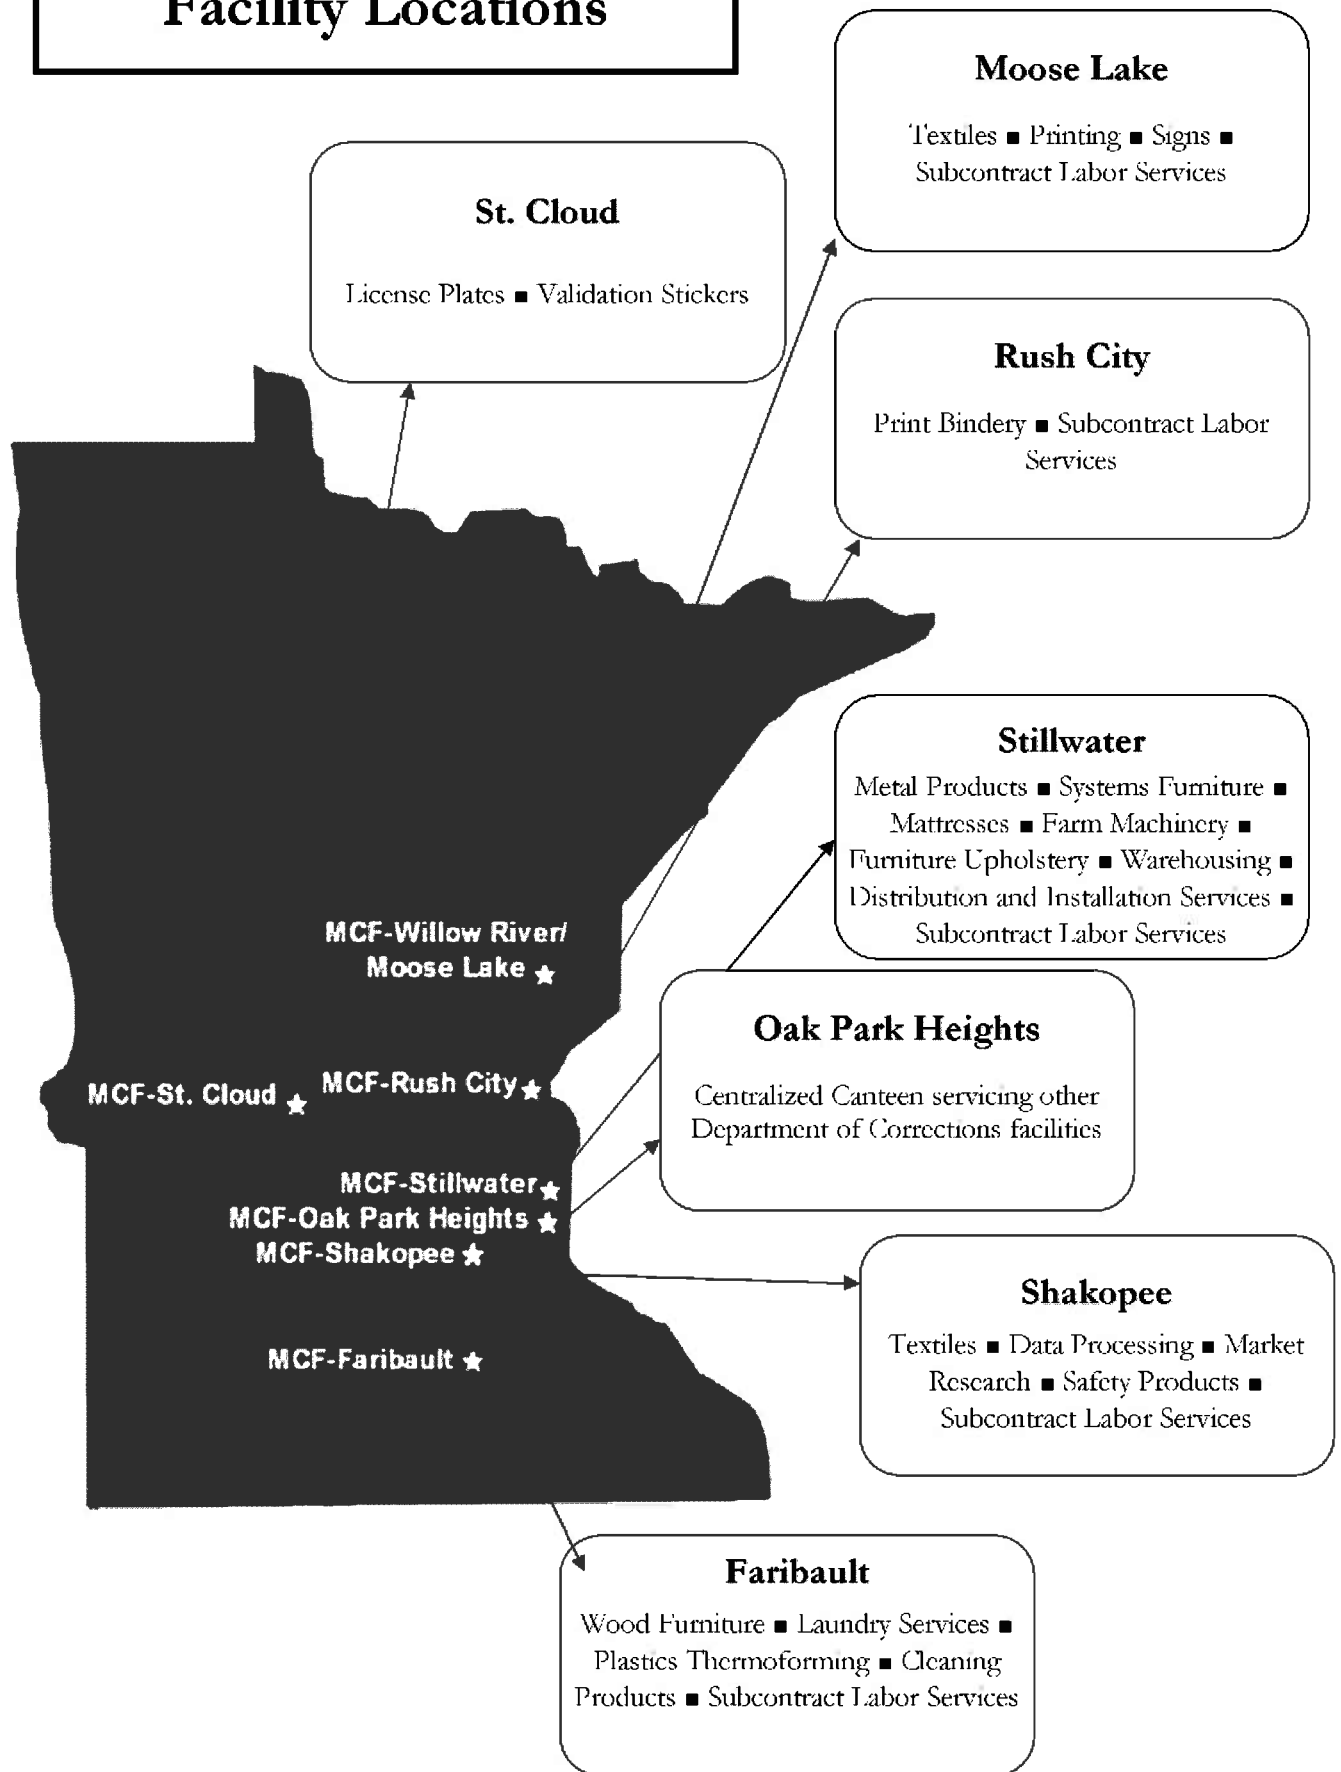 Facility Locations
Moose Lake
Textiles ■ Printing ■ Signs ■
Subcontract Labor Services
St. Cloud
License Plates ■ Validation Stickers
Rush City
Print Bindery ■ Subcontract Labor
Services
Stillwater
Metal Products ■ Systems Furniture ■
Mattresses ■ Farm Machinery ■
Furniture Upholstery ■ Warehousing ■
Distribution and Installation Services ■
Subcontract Labor Services
MCF-Willow River/
Moose Lake
Oak Park Heights
Centralized Canteen servicing other
Department of Corrections facilities
MCF-St. Cloud
MCF-Rush City
MCF-Stillwater
MCF-Oak Park Heights
MCF-Shakopee
MCF-Faribault
Shakopee
Textiles ■ Data Processing ■ Market
Research ■ Safety Products ■
Subcontract Labor Services
Faribault
Wood Furniture ■ Laundry Services ■
Plastics Thermoforming ■ Cleaning
Products ■ Subcontract Labor Services